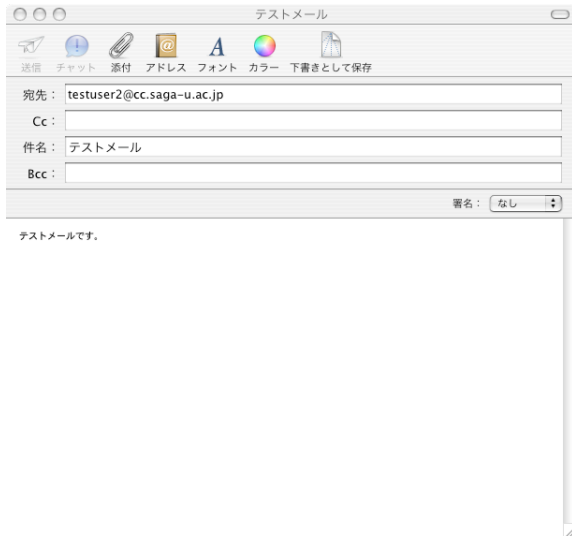 テストメール
送信 チャット 添付 アドレス フォント カラー 下書きとして保存
宛先： testuser2@cc.saga-u.ac.jp
Cc：
件名： テストメール
Bcc：
署名： なし
テストメールです。